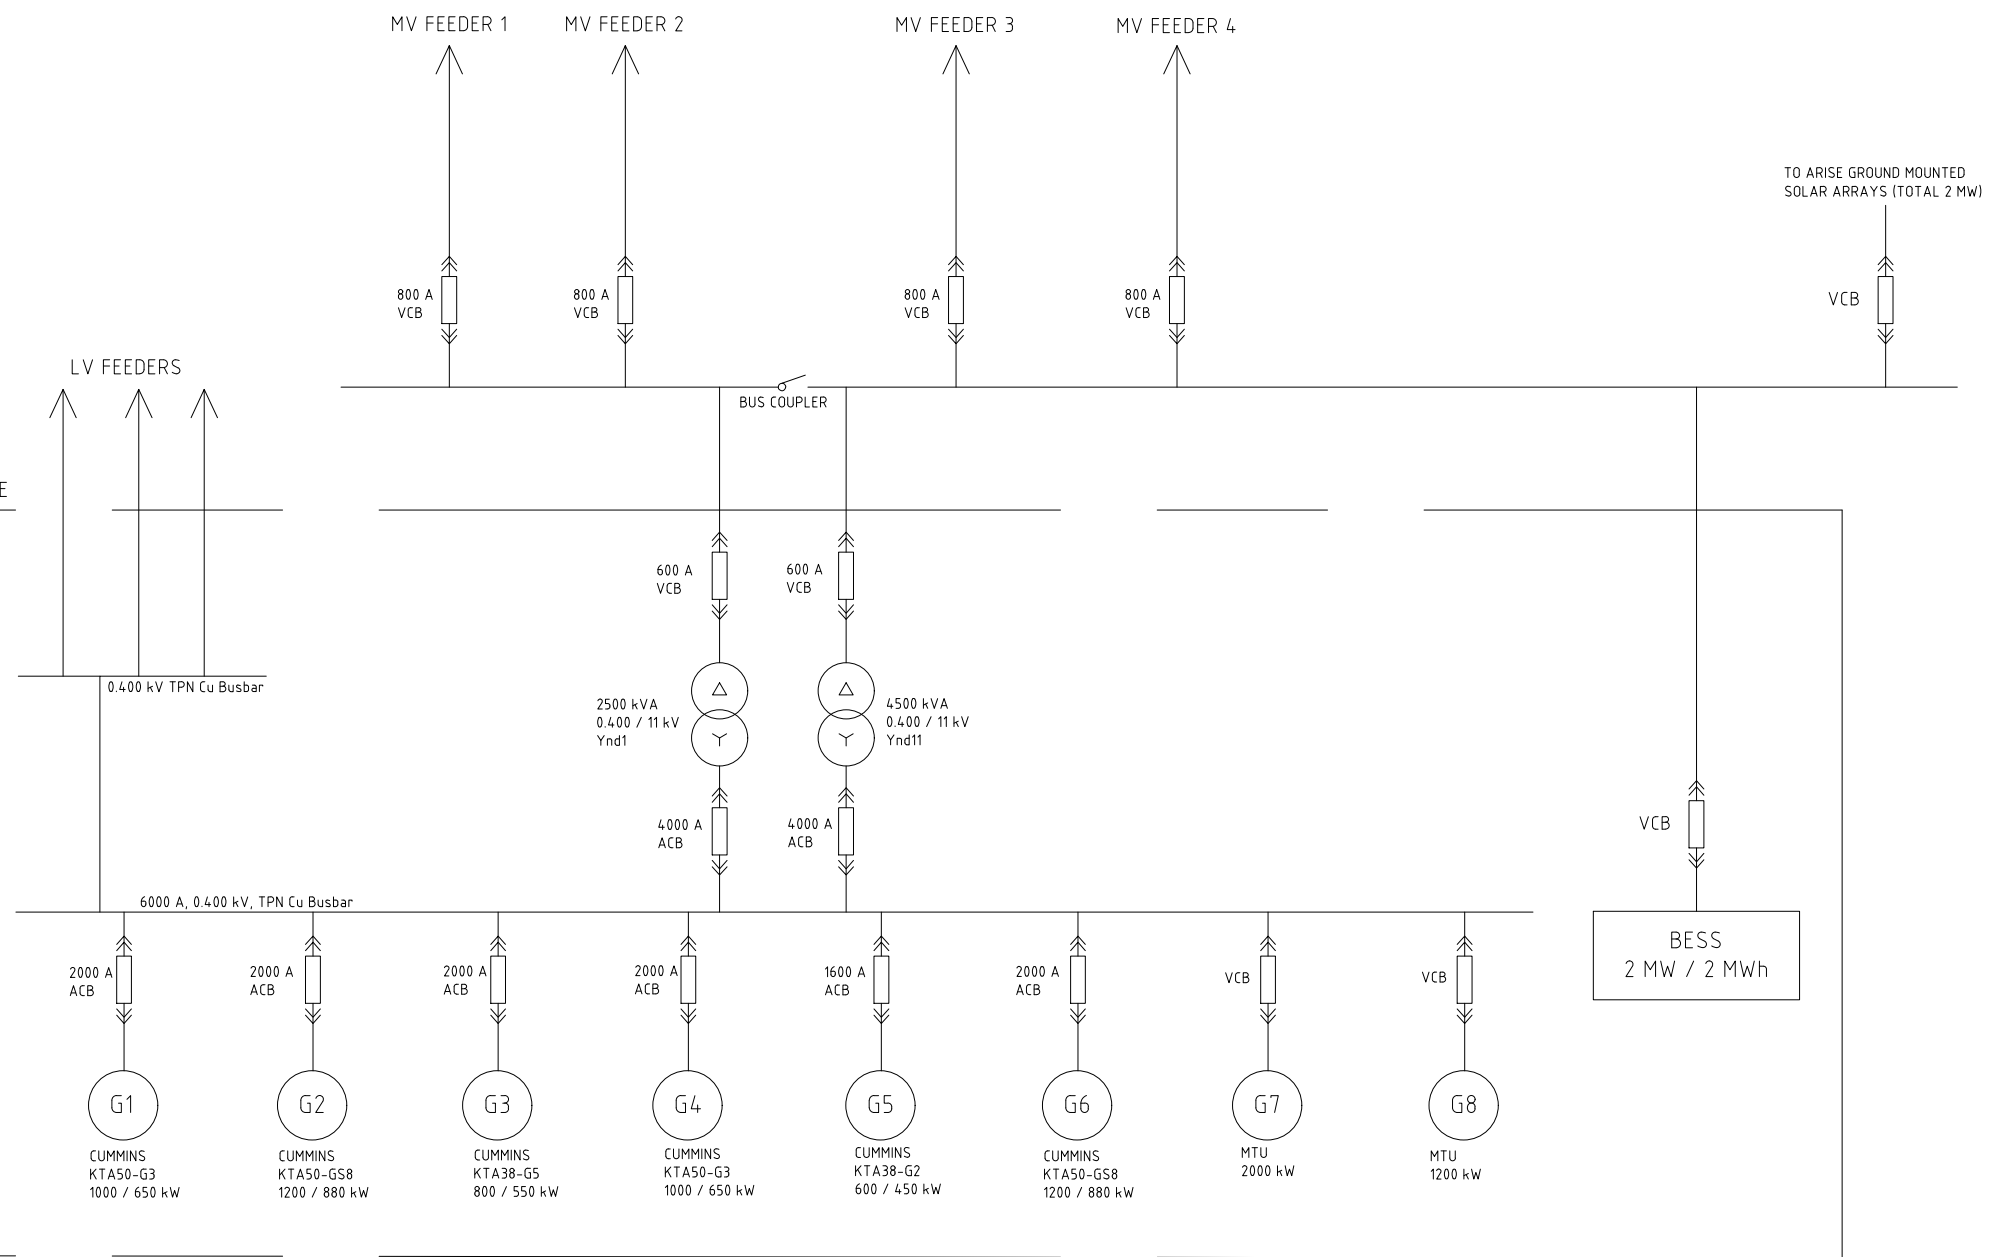 MV FEEDER 1
MV FEEDER 2
MV FEEDER 3
MV FEEDER 4
TO ARISE GROUND MOUNTED
SOLAR ARRAYS (TOTAL 2 MW)
800 A
VCB
800 A
VCB
800 A
VCB
800 A
VCB
VCB
LV FEEDERS
BUS COUPLER
E
600 A
VCB
600 A
VCB
0.400 kV TPN Cu Busbar
2500 kVA
0.400 / 11 kV
Ynd1
4500 kVA
0.400 / 11 kV
Ynd11
4000 A
ACB
4000 A
ACB
VCB
6000 A, 0.400 kV, TPN Cu Busbar
BESS
2 MW / 2 MWh
2000 A
ACB
2000 A
ACB
2000 A
ACB
2000 A
ACB
1600 A
ACB
2000 A
ACB
VCB
VCB
G1
G2
G3
G4
G5
G6
G7
G8
CUMMINS
KTA50-G3
1000 / 650 kW
CUMMINS
KTA50-GS8
1200 / 880 kW
CUMMINS
KTA38-G5
800 / 550 kW
CUMMINS
KTA50-G3
1000 / 650 kW
CUMMINS
KTA38-G2
600 / 450 kW
CUMMINS
KTA50-GS8
1200 / 880 kW
MTU
2000 kW
MTU
1200 kW